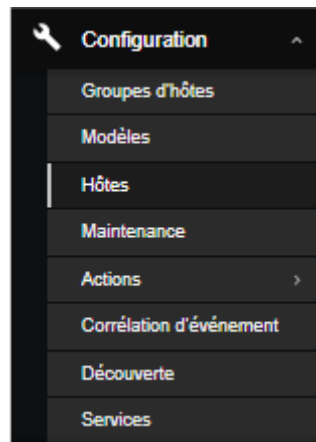 Configuration
Groupes d'hôtes
Modèles
Hôtes
Maintenance
Actions
Corrélation d'événement
Découverte
Services